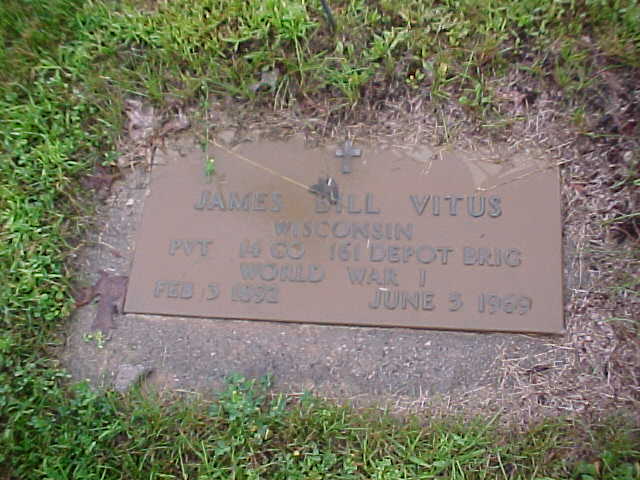 JAMES BILL VITUS
WISCONSIN
PVT 14 CO 161 DEPOT BRIG
WORLD WAR I
FEB 3 1892 JUNE 3 1969